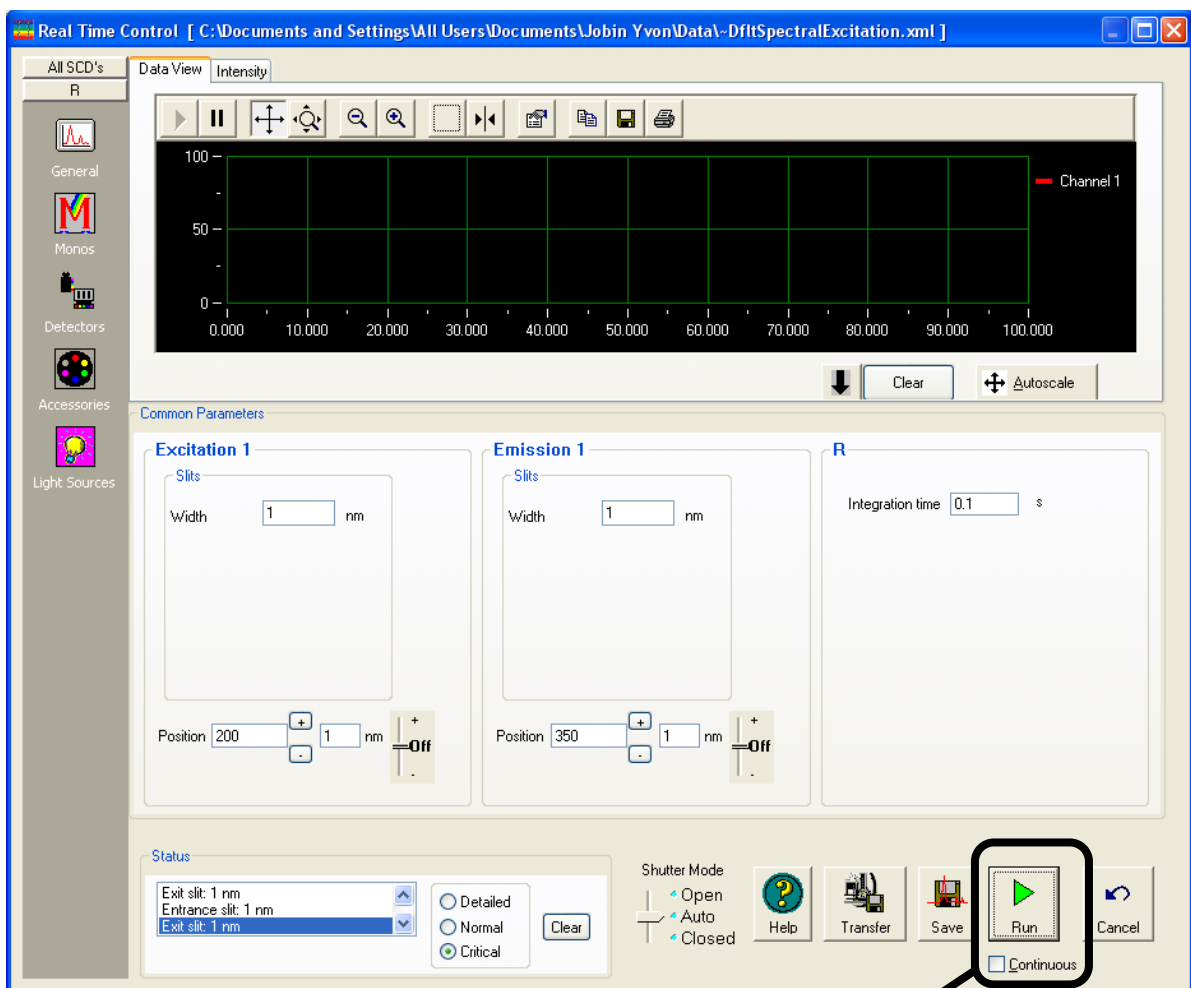 Real Time Control [ C:\Documents and Settings\All Users\Documents\Jobin Yvon\Data\~DfltSpectralExcitation.xml ]
All SCD's
R
General
Monos
Detectors
Accessories
Light Sources
Data View Intensity
100
50
0
0.000 10.000 20.000 30.000 40.000 50.000 60.000 70.000 80.000 90.000 100.000
Channel 1
Clear Autoscale
Common Parameters
Excitation 1
Slits
Width 1 nm
Position 200 + - 1 nm + Off -
Emission 1
Slits
Width 1 nm
Position 350 + - 1 nm + Off -
R
Integration time 0.1 s
Status
Exit slit: 1 nm
Entrance slit: 1 nm
Exit slit: 1 nm
Detailed
Normal
Critical
Clear
Shutter Mode
Open
Auto
Closed
Help Transfer Save Run Cancel
Continuous